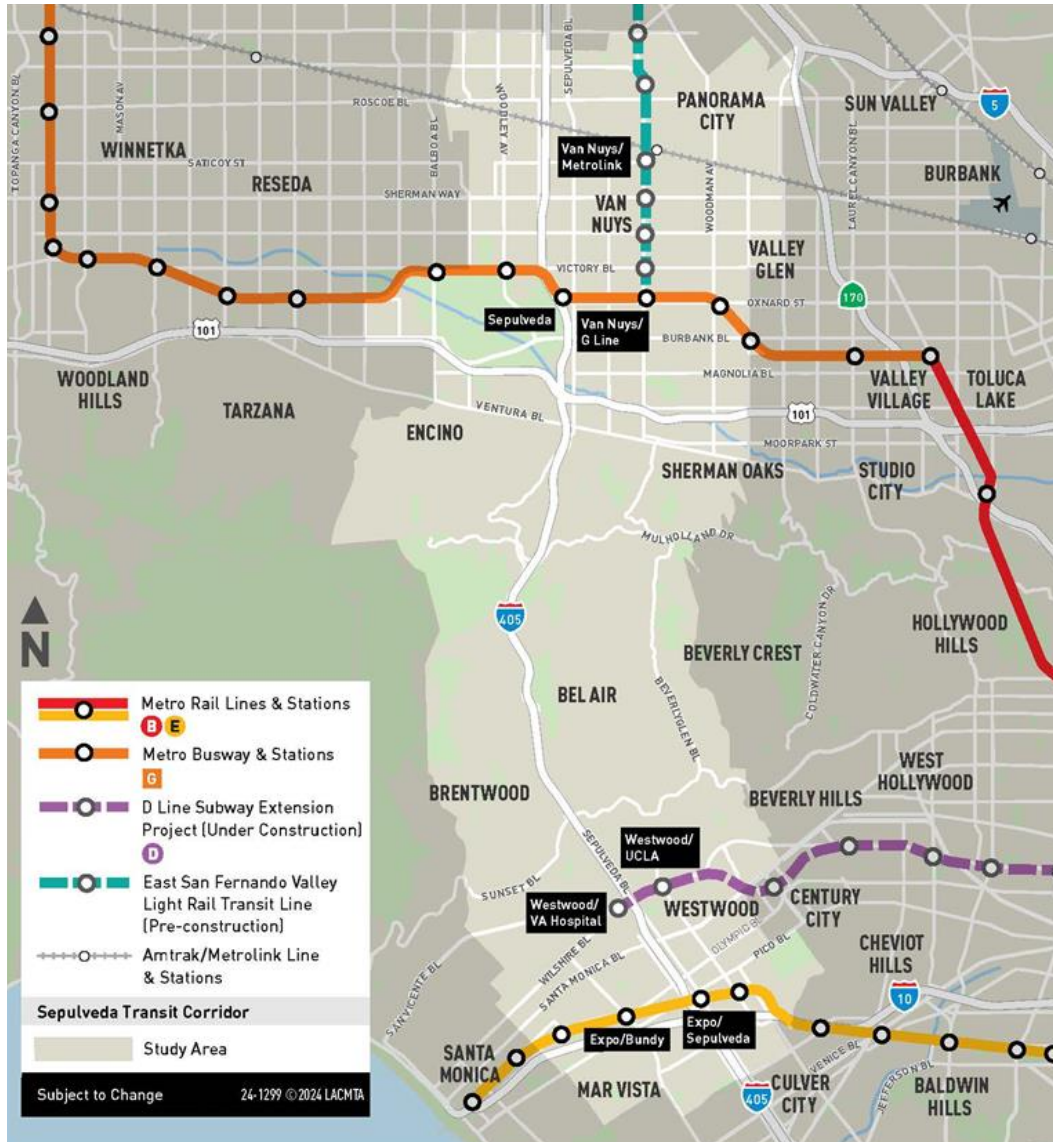 TOPANGA CANYON BL
MASON AV
WINNETKA
ROSCOE BL
SATICOY ST
RESEDA
SHERMAN WAY
BALBOA BL
WOODLEY AV
SEPULVEDA BL
PANORAMA
CITY
Van Nuys/
Metrolink
VAN
NUYS
WOODMAN AV
LAUREL CANYON BL
SUN VALLEY
5
BURBANK
VICTORY BL
VALLEY
GLEN
OXNARD ST
170
Sepulveda
Van Nuys/
G Line
BURBANK BL
MAGNOLIA BL
101
WOODLAND
HILLS
TARZANA
VENTURA BL
ENCINO
101
VALLEY
VILLAGE
TOLUCA
LAKE
MOORPARK ST
SHERMAN OAKS
STUDIO
CITY
MULHOLLAND DR
405
N
HOLLYWOOD
HILLS
BEVERLY CREST
COLDWATER CANYON DR
BEL AIR
BEVERLYGLEN BL
WEST
HOLLYWOOD
BEVERLY HILLS
BRENTWOOD
SEPULVEDA BL
Westwood/
UCLA
SUNSET BL
Westwood/
VA Hospital
WESTWOOD
CENTURY
CITY
OLYMPIC BL
PICO BL
WILSHIRE BL
SANTA MONICA BL
CHEVIOT
HILLS
10
SAN VICENTE BL
Expo/Bundy
Expo/
Sepulveda
SANTA
MONICA
MAR VISTA
VENICE BL
405
CULVER
CITY
JEFFERSON BL
BALDWIN
HILLS
Metro Rail Lines & Stations
B E
Metro Busway & Stations
G
D Line Subway Extension
Project (Under Construction)
D
East San Fernando Valley
Light Rail Transit Line
(Pre-construction)
Amtrak/Metrolink Line
& Stations
Sepulveda Transit Corridor
Study Area
Subject to Change
24-1299 ©2024 LACMTA